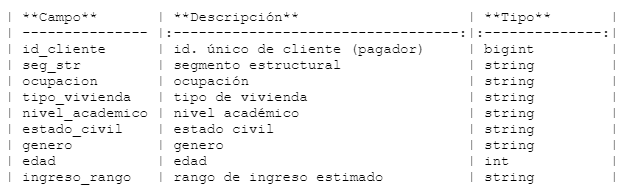 | **Campo**       | **Descripción**                   | **Tipo**       |
| --------------- |:---------------------------------:|:--------------:|
| id_cliente      | id. único de cliente (pagador)    | bigint         |
| seg_str         | segmento estructural              | string         |
| ocupacion       | ocupación                         | string         |
| tipo_vivienda   | tipo de vivienda                  | string         |
| nivel_academico | nivel académico                   | string         |
| estado_civil    | estado civil                      | string         |
| genero          | genero                            | string         |
| edad            | edad                              | int            |
| ingreso_rango   | rango de ingreso estimado         | string         |